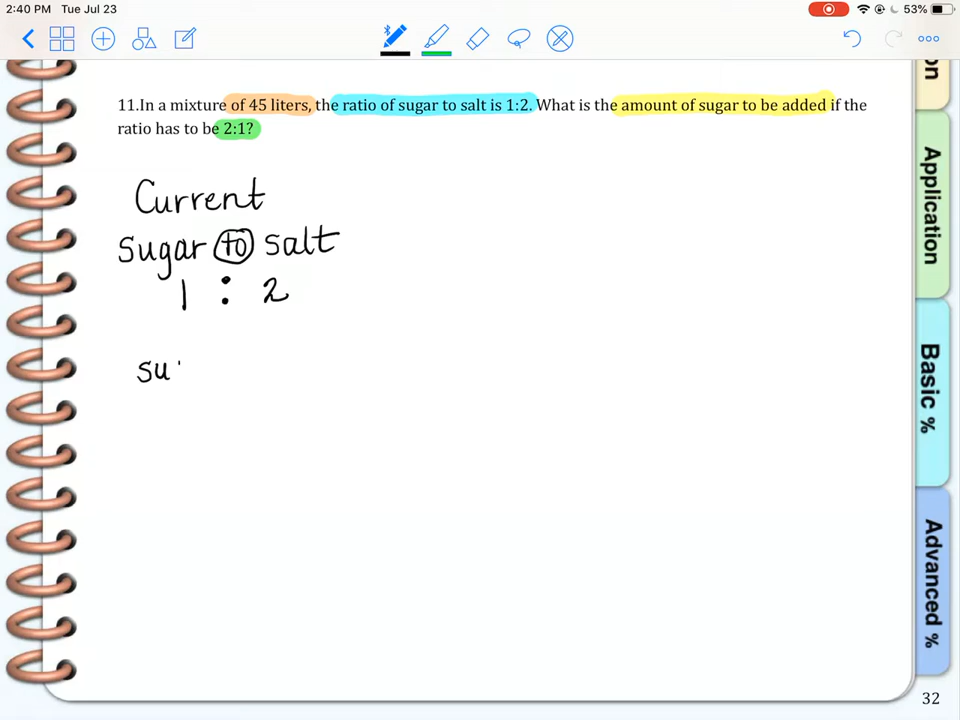 2:40 PM Tue Jul 23
53%
11.In a mixture of 45 liters, the ratio of sugar to salt is 1:2. What is the amount of sugar to be added if the
ratio has to be 2:1?
Current
Sugar to salt
1 : 2
su
Application
Basic %
Advanced %
on
32